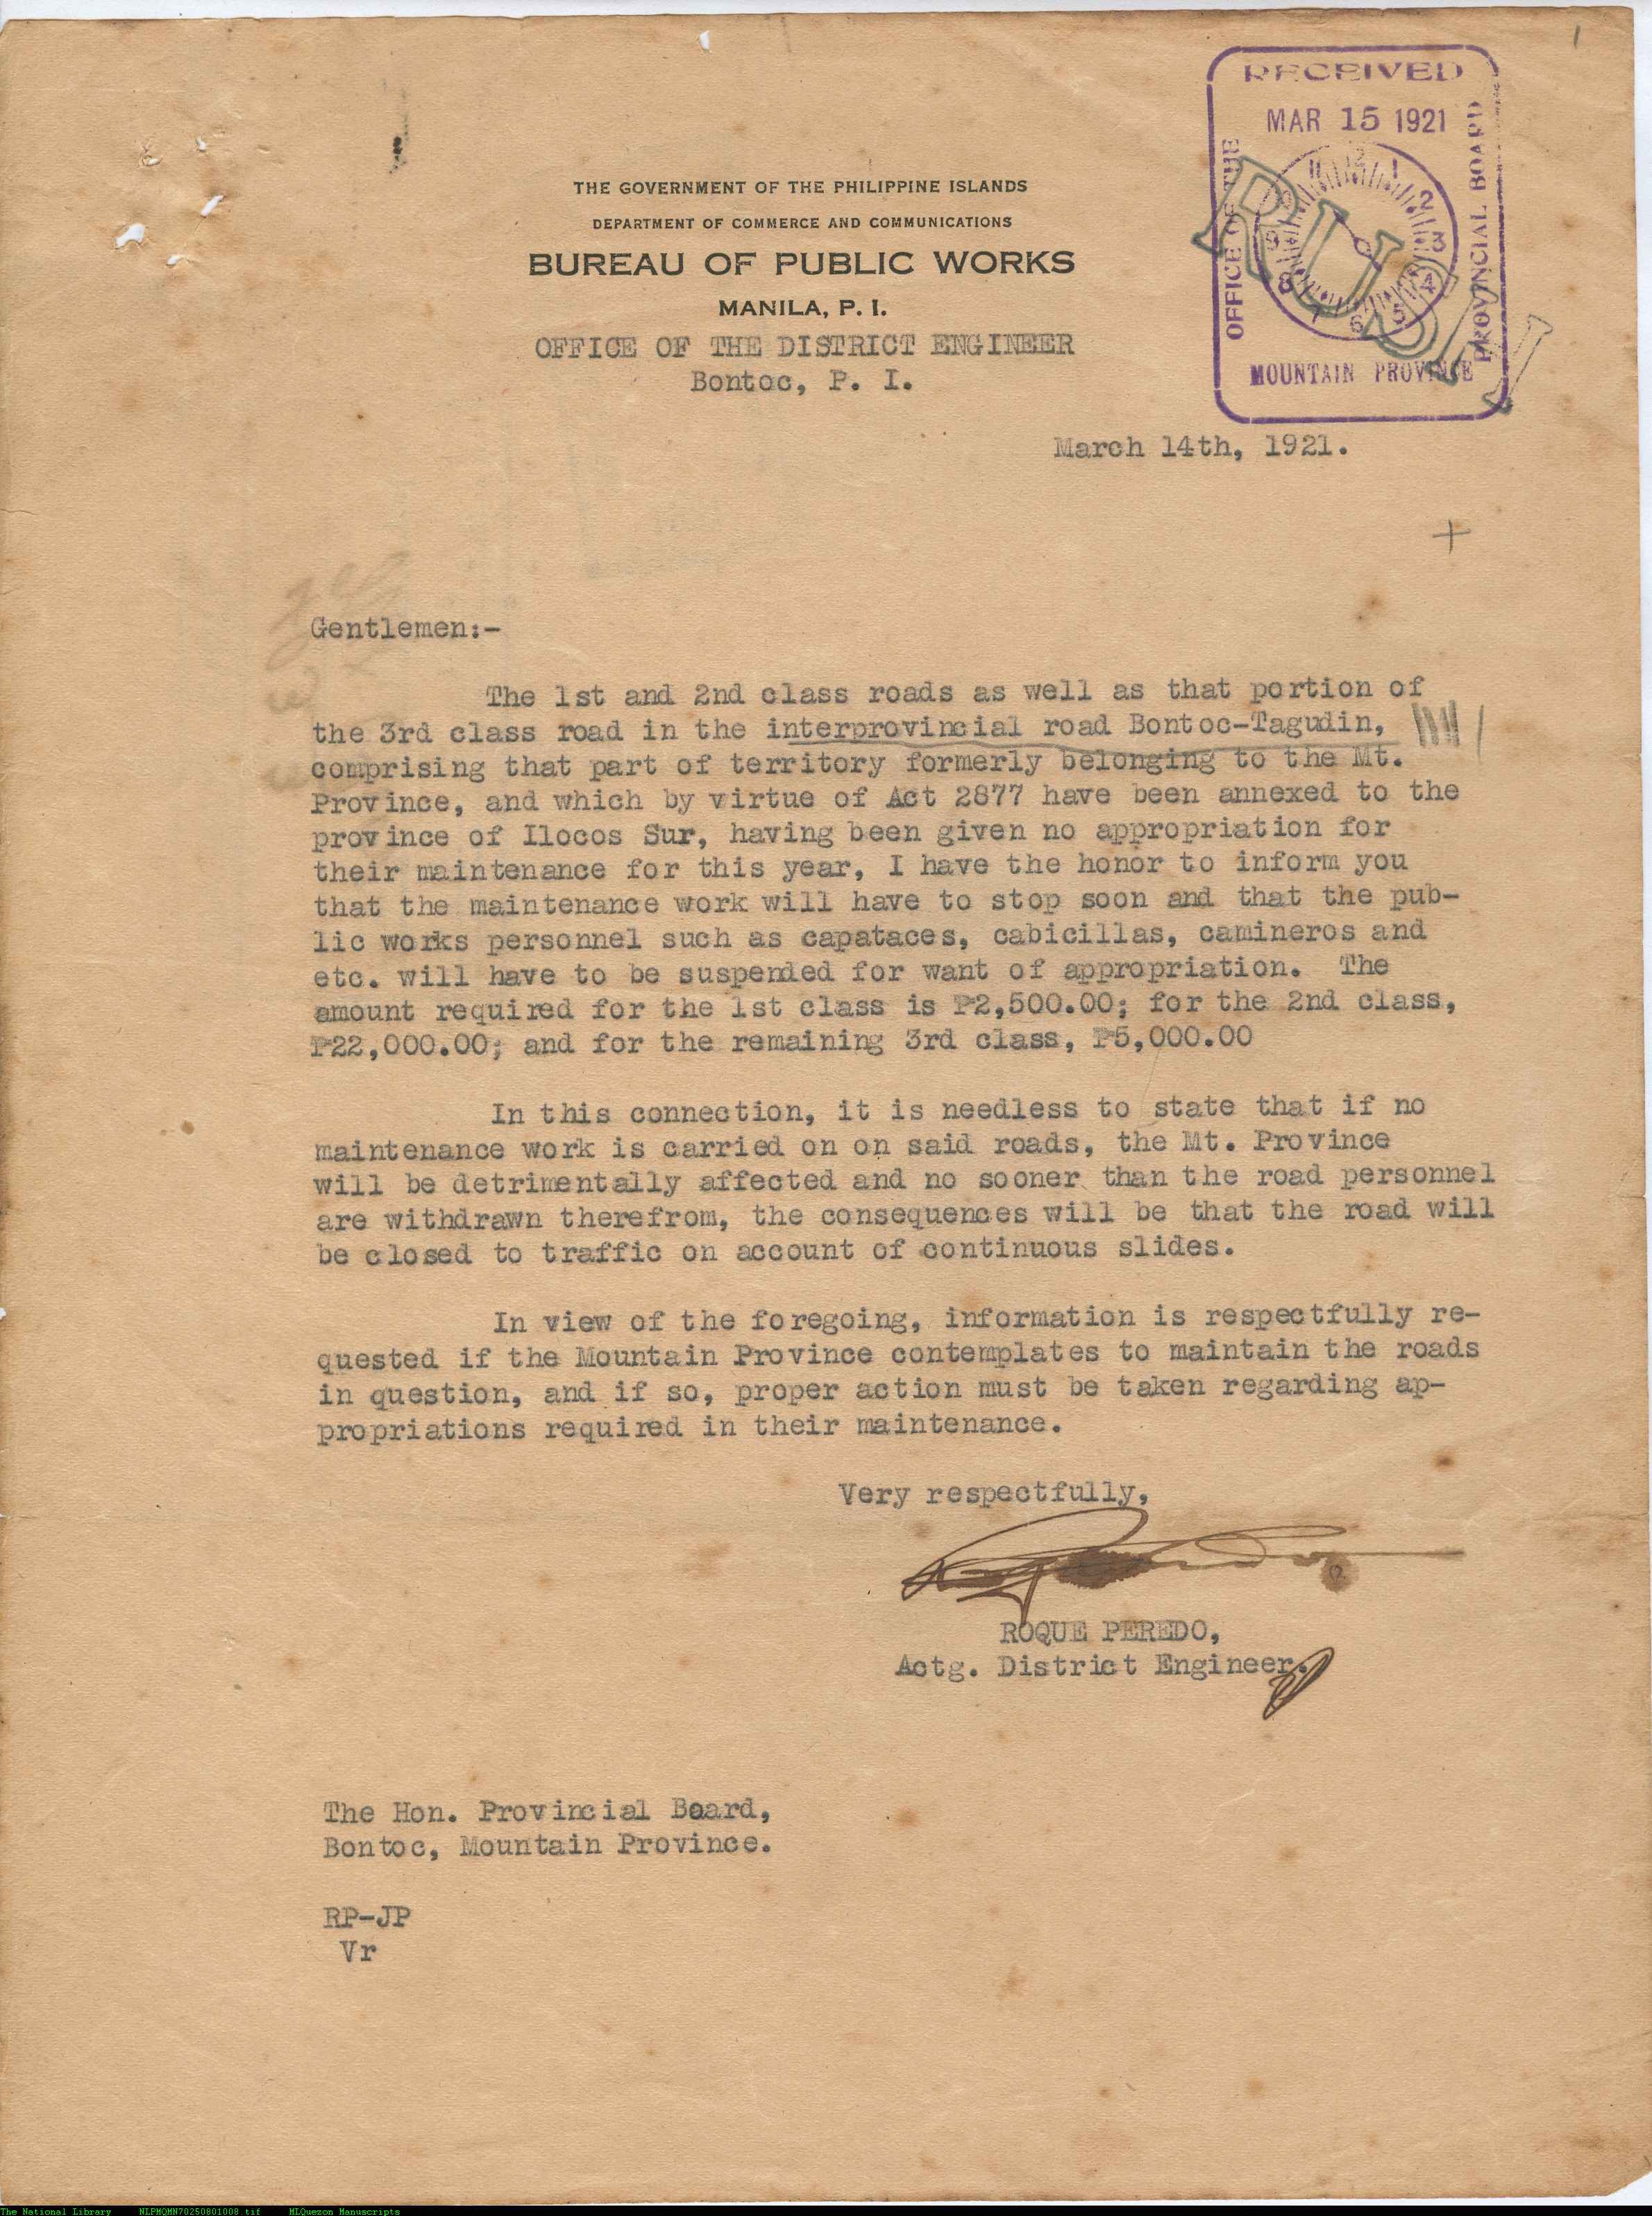 1
RECEIVED
MAR 15 1921
OFFICE OF THE
PROVINCIAL BOARD
1
2
3
4
5
6
7
8
9
MOUNTAIN PROVINCE
RUSH
THE GOVERNMENT OF THE PHILIPPINE ISLANDS
DEPARTMENT OF COMMERCE AND COMMUNICATIONS
BUREAU OF PUBLIC WORKS
MANILA, P. I.
OFFICE OF THE DISTRICT ENGINEER
Bontoc, P. I.
March 14th, 1921.
Gentlemen:-
The 1st and 2nd class roads as well as that portion of
the 3rd class road in the interprovincial road Bontoc-Tagudin,
comprising that part of territory formerly belonging to the Mt.
Province, and which by virtue of Act 2877 have been annexed to the
province of Ilocos Sur, having been given no appropriation for
their maintenance for this year, I have the honor to inform you
that the maintenance work will have to stop soon and that the pub-
lic works personnel such as capataces, cabicillas, camineros and
etc. will have to be suspended for want of appropriation. The
amount required for the 1st class is ₱2,500.00; for the 2nd class,
₱22,000.00; and for the remaining 3rd class, ₱5,000.00
In this connection, it is needless to state that if no
maintenance work is carried on on said roads, the Mt. Province
will be detrimentally affected and no sooner than the road personnel
are withdrawn therefrom, the consequences will be that the road will
be closed to traffic on account of continuous slides.
In view of the foregoing, information is respectfully re-
quested if the Mountain Province contemplates to maintain the roads
in question, and if so, proper action must be taken regarding ap-
propriations required in their maintenance.
Very respectfully,
ROQUE PEREDO,
Actg. District Engineer.
The Hon. Provincial Board,
Bontoc, Mountain Province.
RP-JP
Vr
The National Library NLPMQMN70250801008.tif MLQuezon Manuscripts